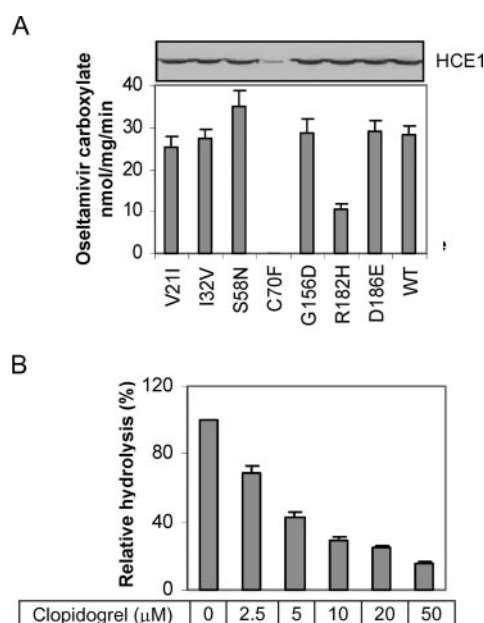 A
HCE1
Oseltamivir carboxylate
nmol/mg/min
40
30
20
10
0
V21I
I32V
S58N
C70F
G156D
R182H
D186E
WT
e
B
Relative hydrolysis (%)
120
80
40
0
Clopidogrel (μM) 0 2.5 5 10 20 50